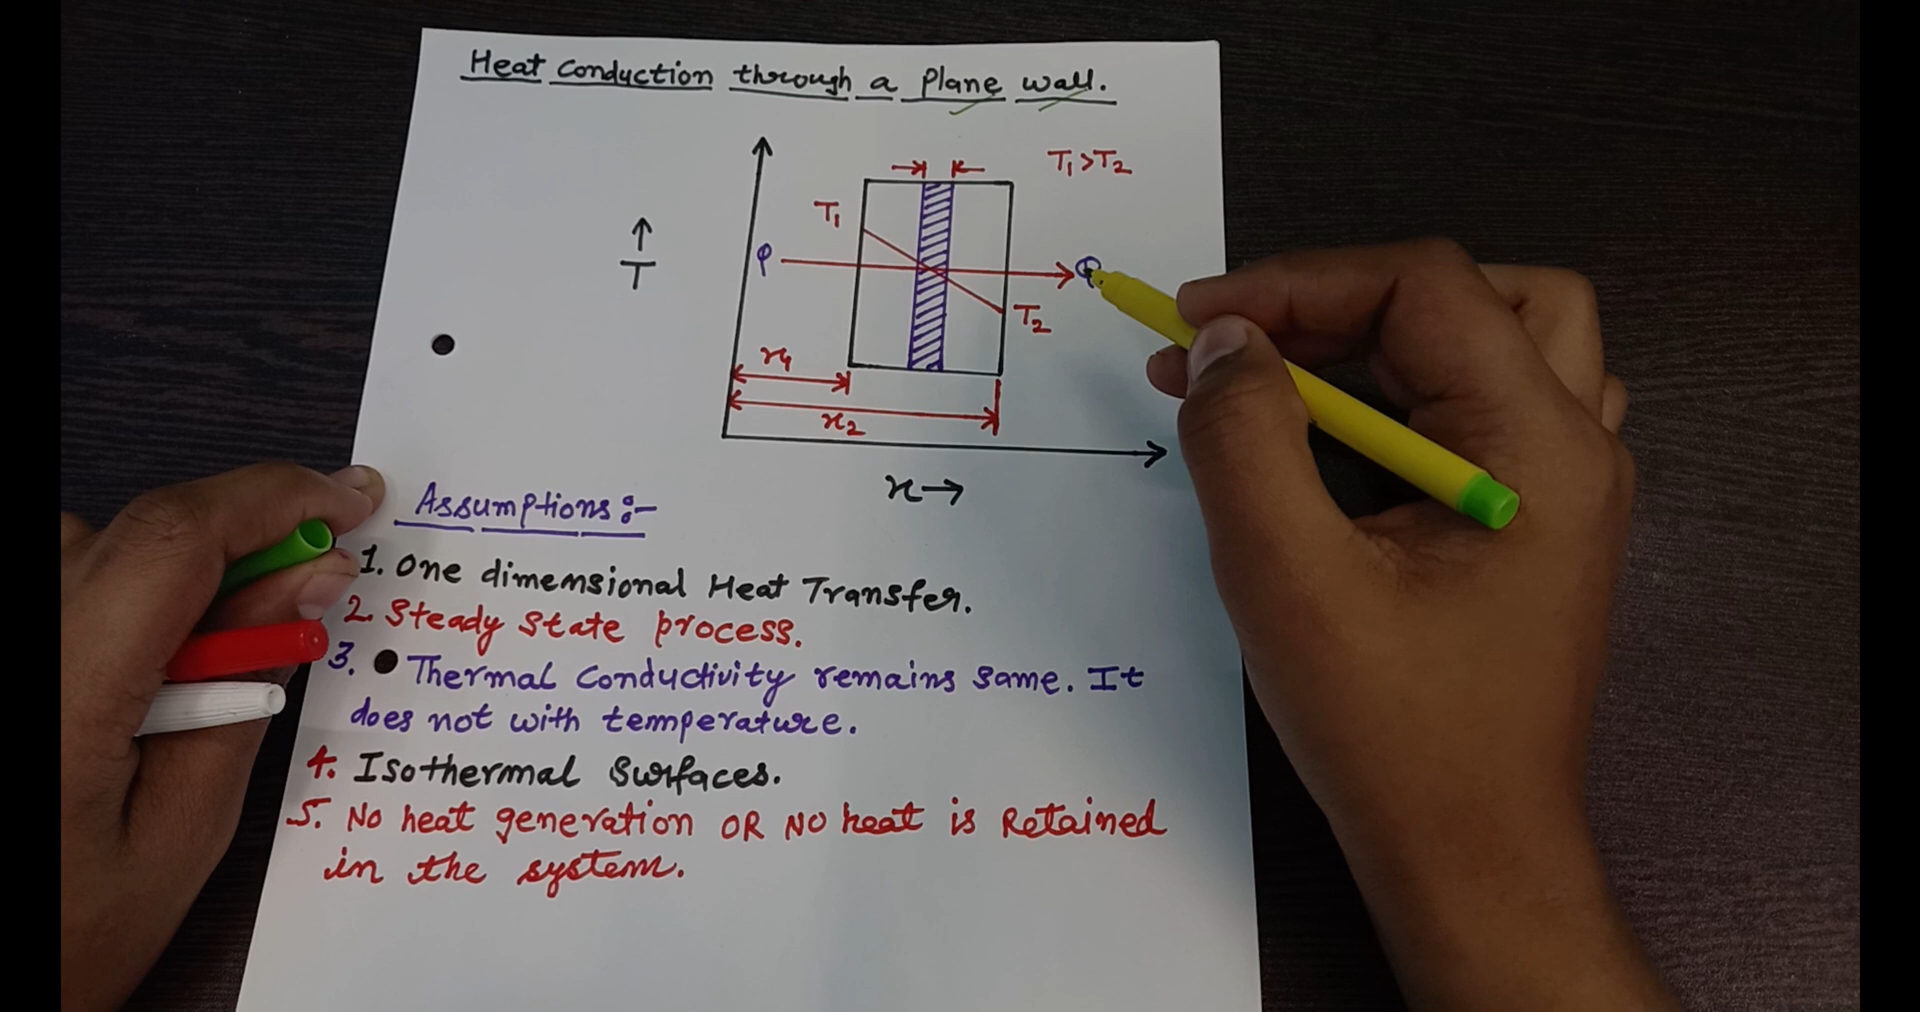 Heat conduction through a Plane wall.
T₁>T₂
T₁
T
Q
Q
T₂
x₁
x₂
x→
Assumptions:-
1. One dimensional Heat Transfer.
2. Steady State process.
3. Thermal Conductivity remains same. It
does not with temperature.
4. Isothermal Surfaces.
5. No heat generation OR NO heat is Retained
in the system.